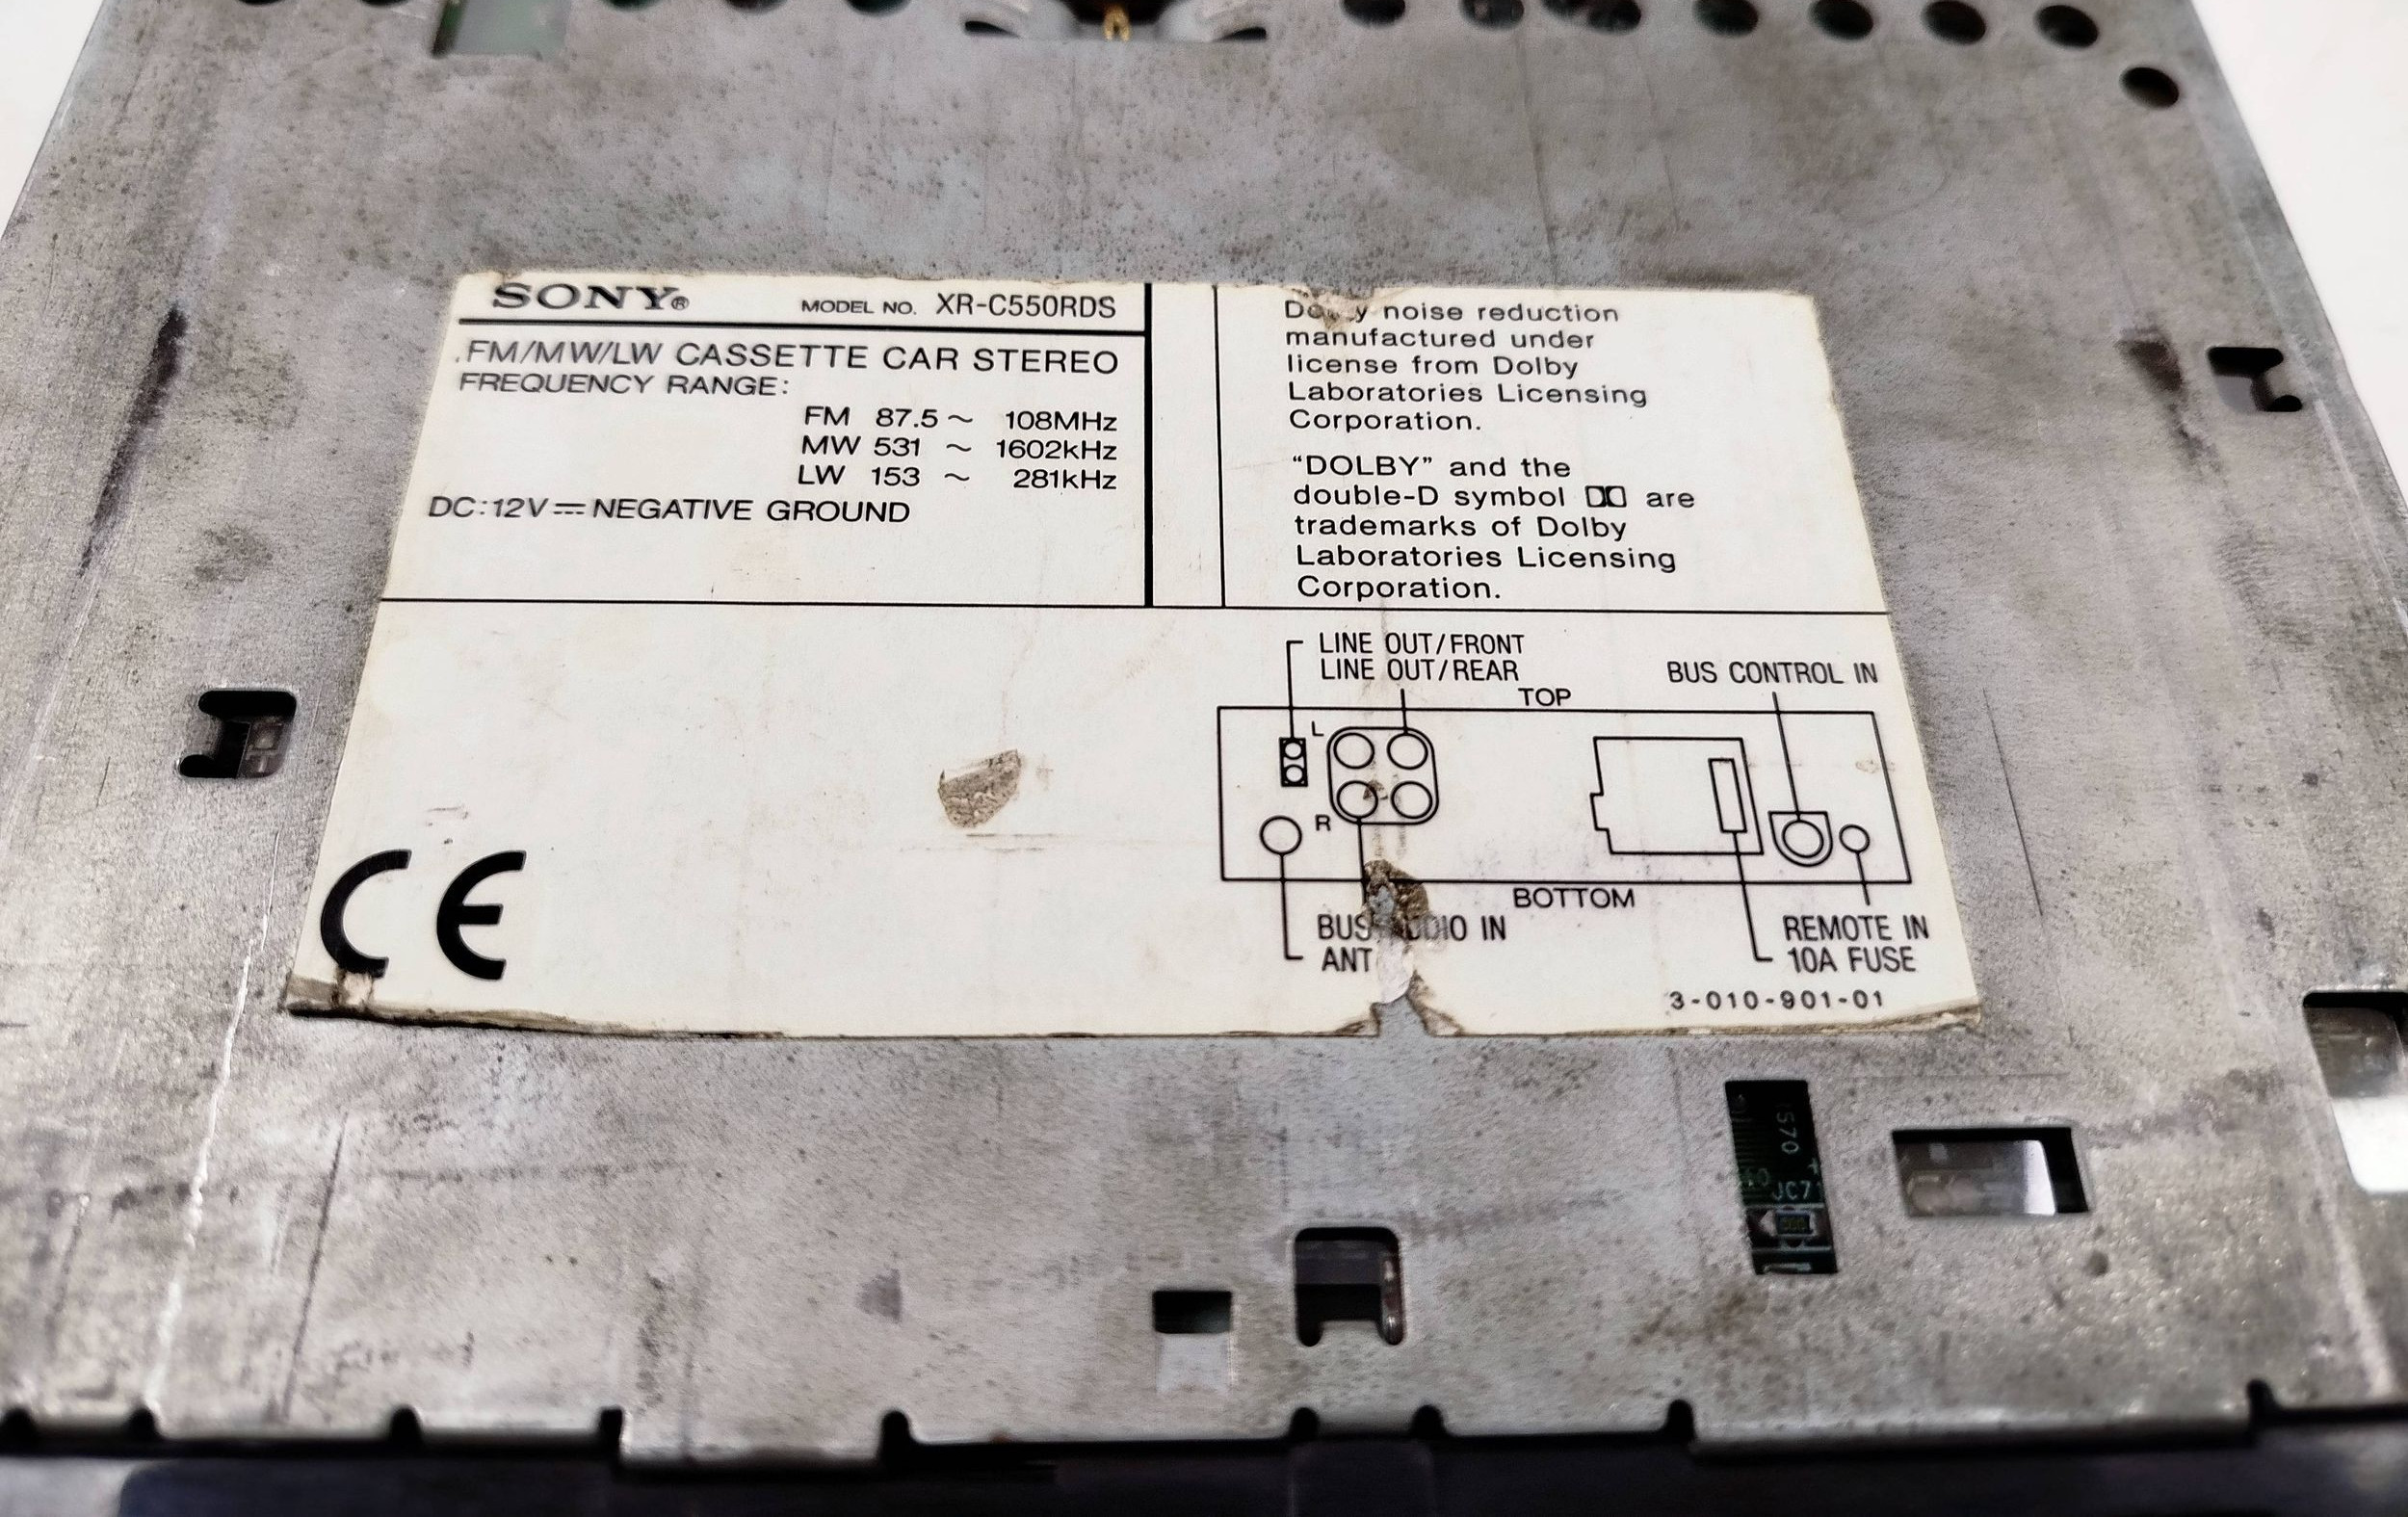 SONY®
MODEL NO. XR-C550RDS
FM/MW/LW CASSETTE CAR STEREO
FREQUENCY RANGE:
FM 87.5 ~ 108MHz
MW 531 ~ 1602kHz
LW 153 ~ 281kHz
DC:12V⎓NEGATIVE GROUND
noise reduction
manufactured under
license from Dolby
Laboratories Licensing
Corporation.
“DOLBY” and the
double-D symbol are
trademarks of Dolby
Laboratories Licensing
Corporation.
LINE OUT/FRONT
LINE OUT/REAR
BUS CONTROL IN
TOP
L
R
BOTTOM
BUS IN
ANT
REMOTE IN
10A FUSE
3-010-901-01
CE
JC7